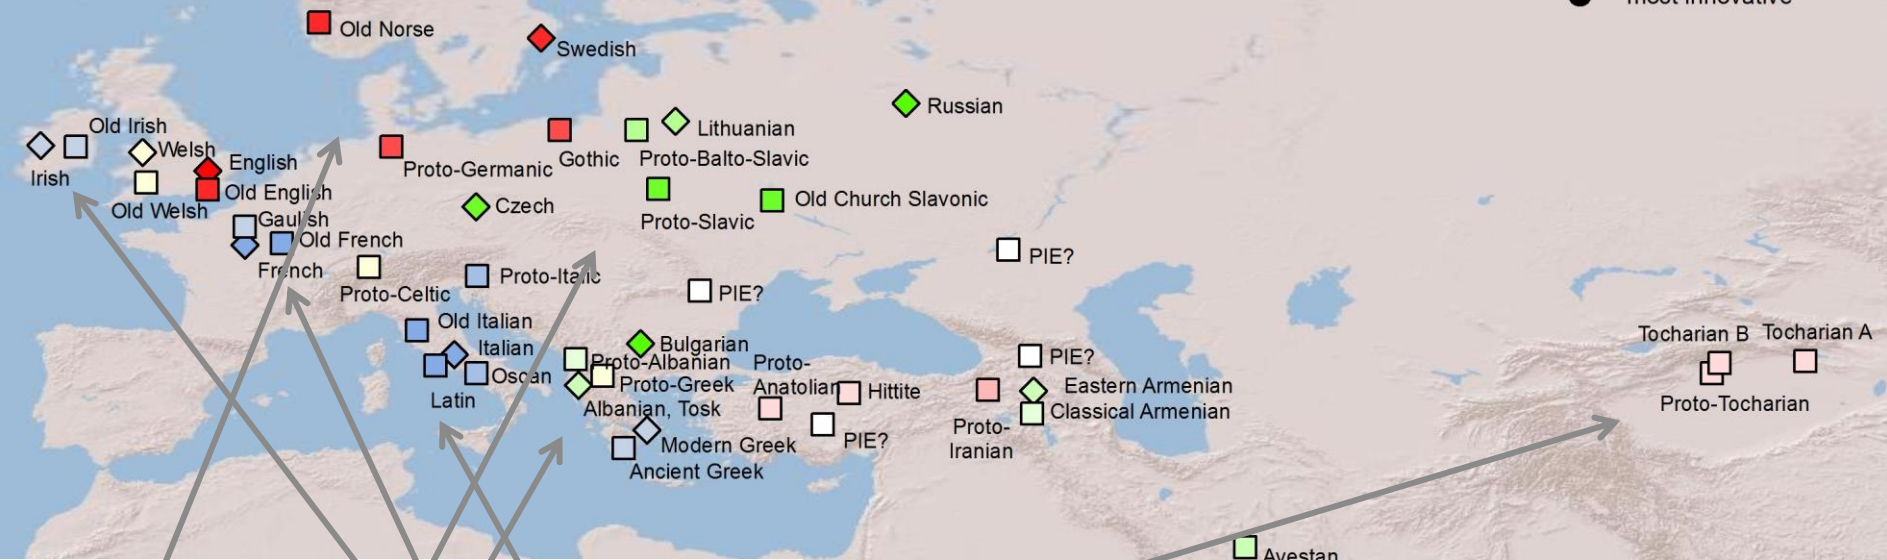 most innovative
Old Norse
Swedish
Russian
Old Irish
Welsh
Irish
English
Old Welsh
Old English
Proto-Germanic
Gothic
Lithuanian
Proto-Balto-Slavic
Czech
Proto-Slavic
Old Church Slavonic
Gaulish
Old French
French
Proto-Celtic
Proto-Italic
PIE?
PIE?
Old Italian
Italian
Oscan
Latin
Bulgarian
Proto-Albanian
Proto-Greek
Albanian, Tosk
Proto-
Anatolian
Hittite
PIE?
PIE?
Modern Greek
Ancient Greek
Proto-
Iranian
Eastern Armenian
Classical Armenian
Tocharian B
Tocharian A
Proto-Tocharian
Avestan